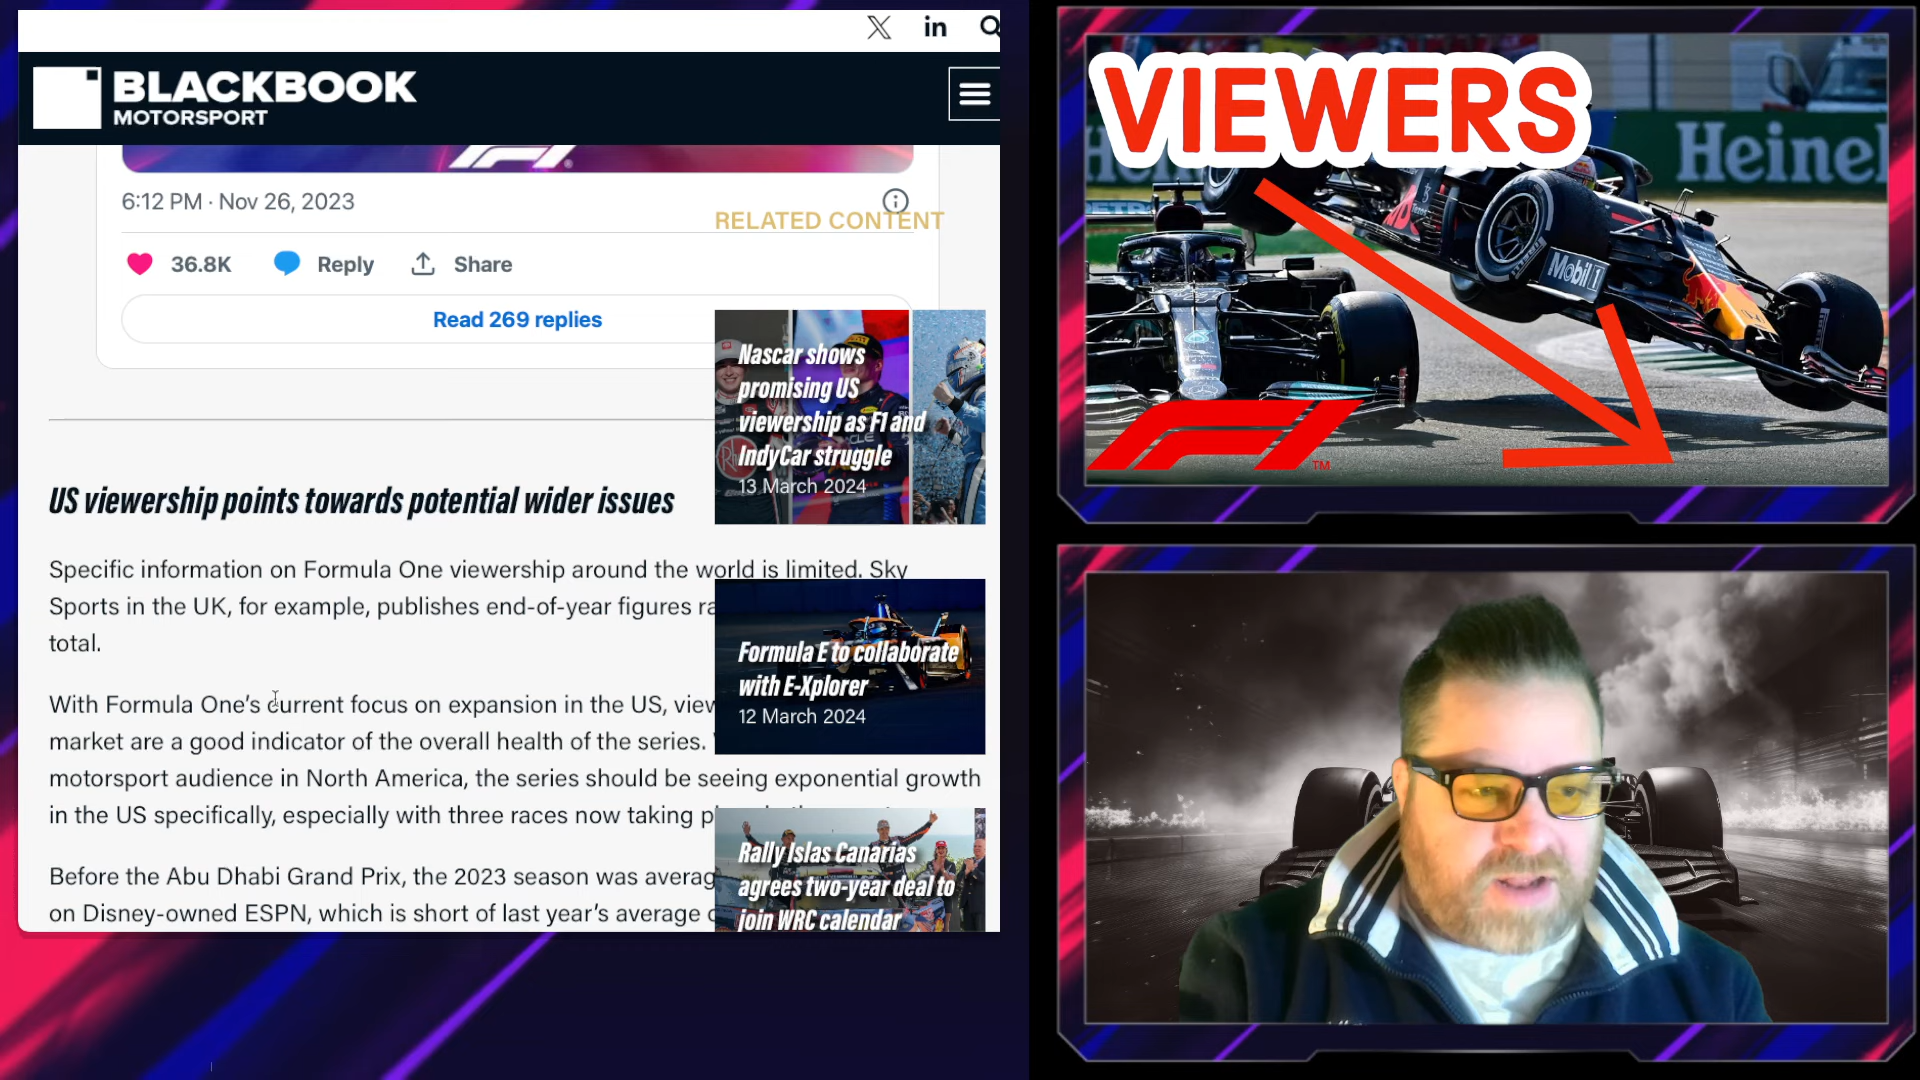 BLACKBOOK
MOTORSPORT
6:12 PM · Nov 26, 2023
RELATED CONTENT
36.8K
Reply
Share
Read 269 replies
Nascar shows
promising US
viewership as F1 and
IndyCar struggle
13 March 2024
US viewership points towards potential wider issues
Specific information on Formula One viewership around the world is limited. Sky
Sports in the UK, for example, publishes end-of-year figures
total.
Formula E to collaborate
with E-Xplorer
12 March 2024
With Formula One's current focus on expansion in the US,
market are a good indicator of the overall health of the series.
motorsport audience in North America, the series should be seeing exponential growth
in the US specifically, especially with three races now taking
Rally Islas Canarias
agrees two-year deal to
join WRC calendar
Before the Abu Dhabi Grand Prix, the 2023 season was
on Disney-owned ESPN, which is short of last year's average
VIEWERS
Heine
Mobil 1
F1
TM